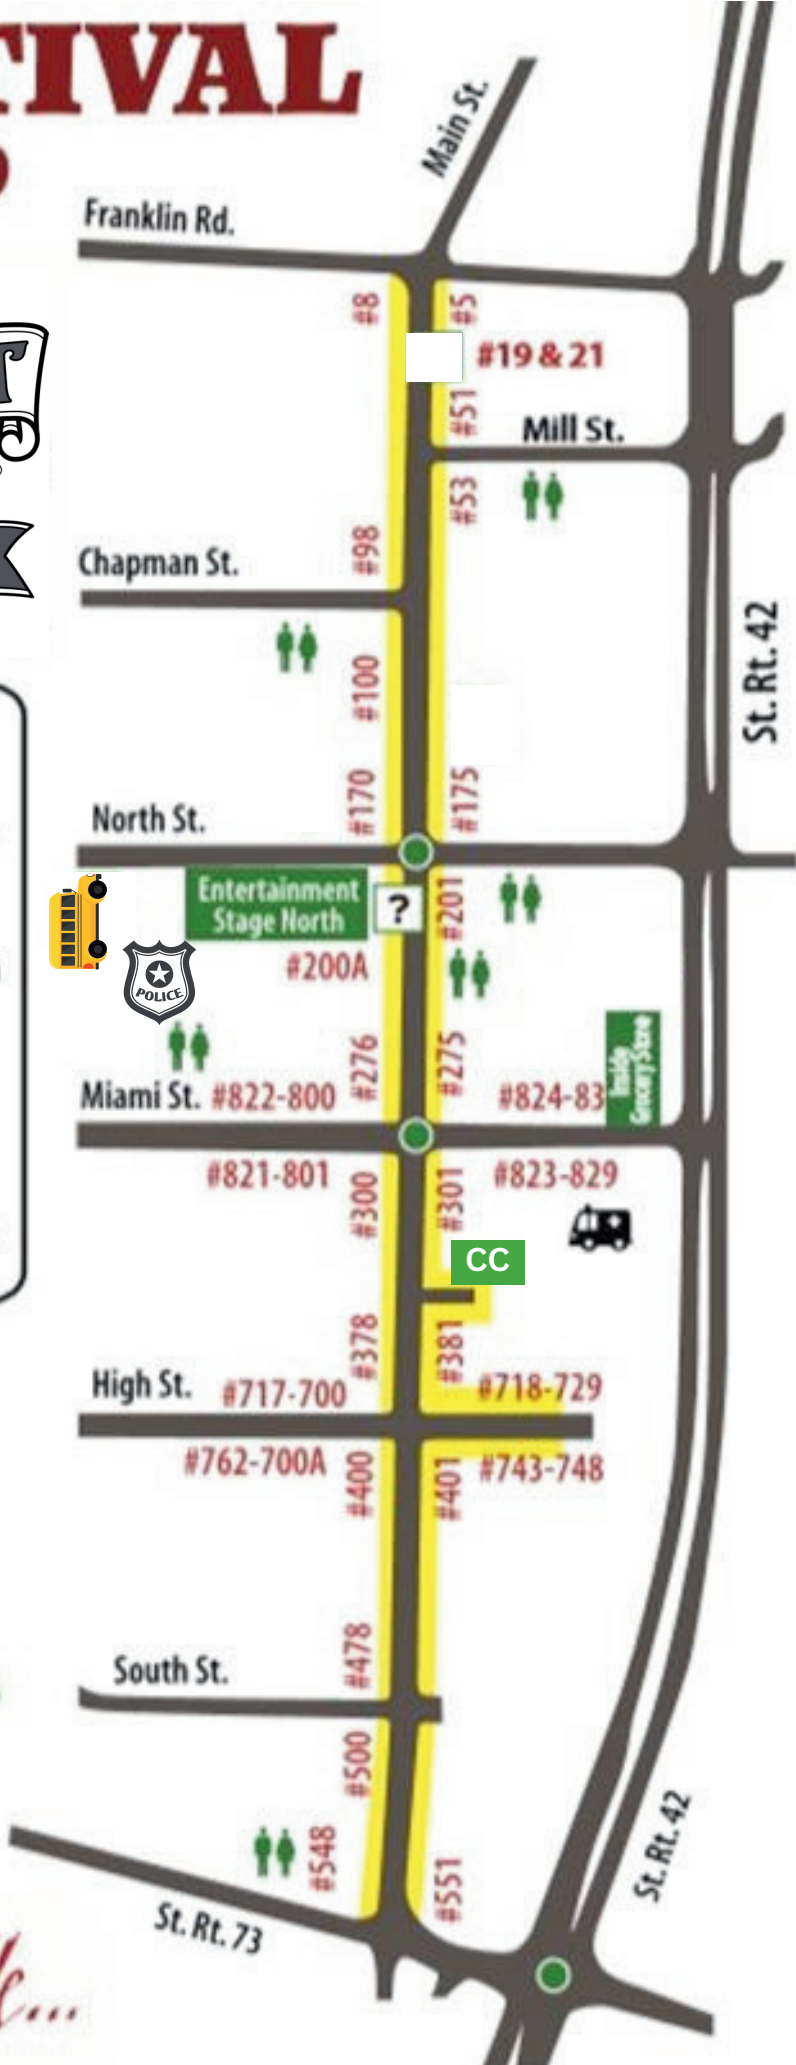 TIVAL
Main St.
Franklin Rd.
#8
#5
#19 & 21
#51
Mill St.
#53
#98
Chapman St.
#100
St. Rt. 42
#170
#175
North St.
Entertainment
Stage North
?
#201
#200A
POLICE
#276
#275
Inside
Grocery Store
Miami St.
#822-800
#824-83
#821-801
#823-829
#300
#301
CC
#378
#381
High St.
#717-700
#718-729
#762-700A
#743-748
#400
#401
#478
South St.
#500
#548
#551
St. Rt. 42
St. Rt. 73